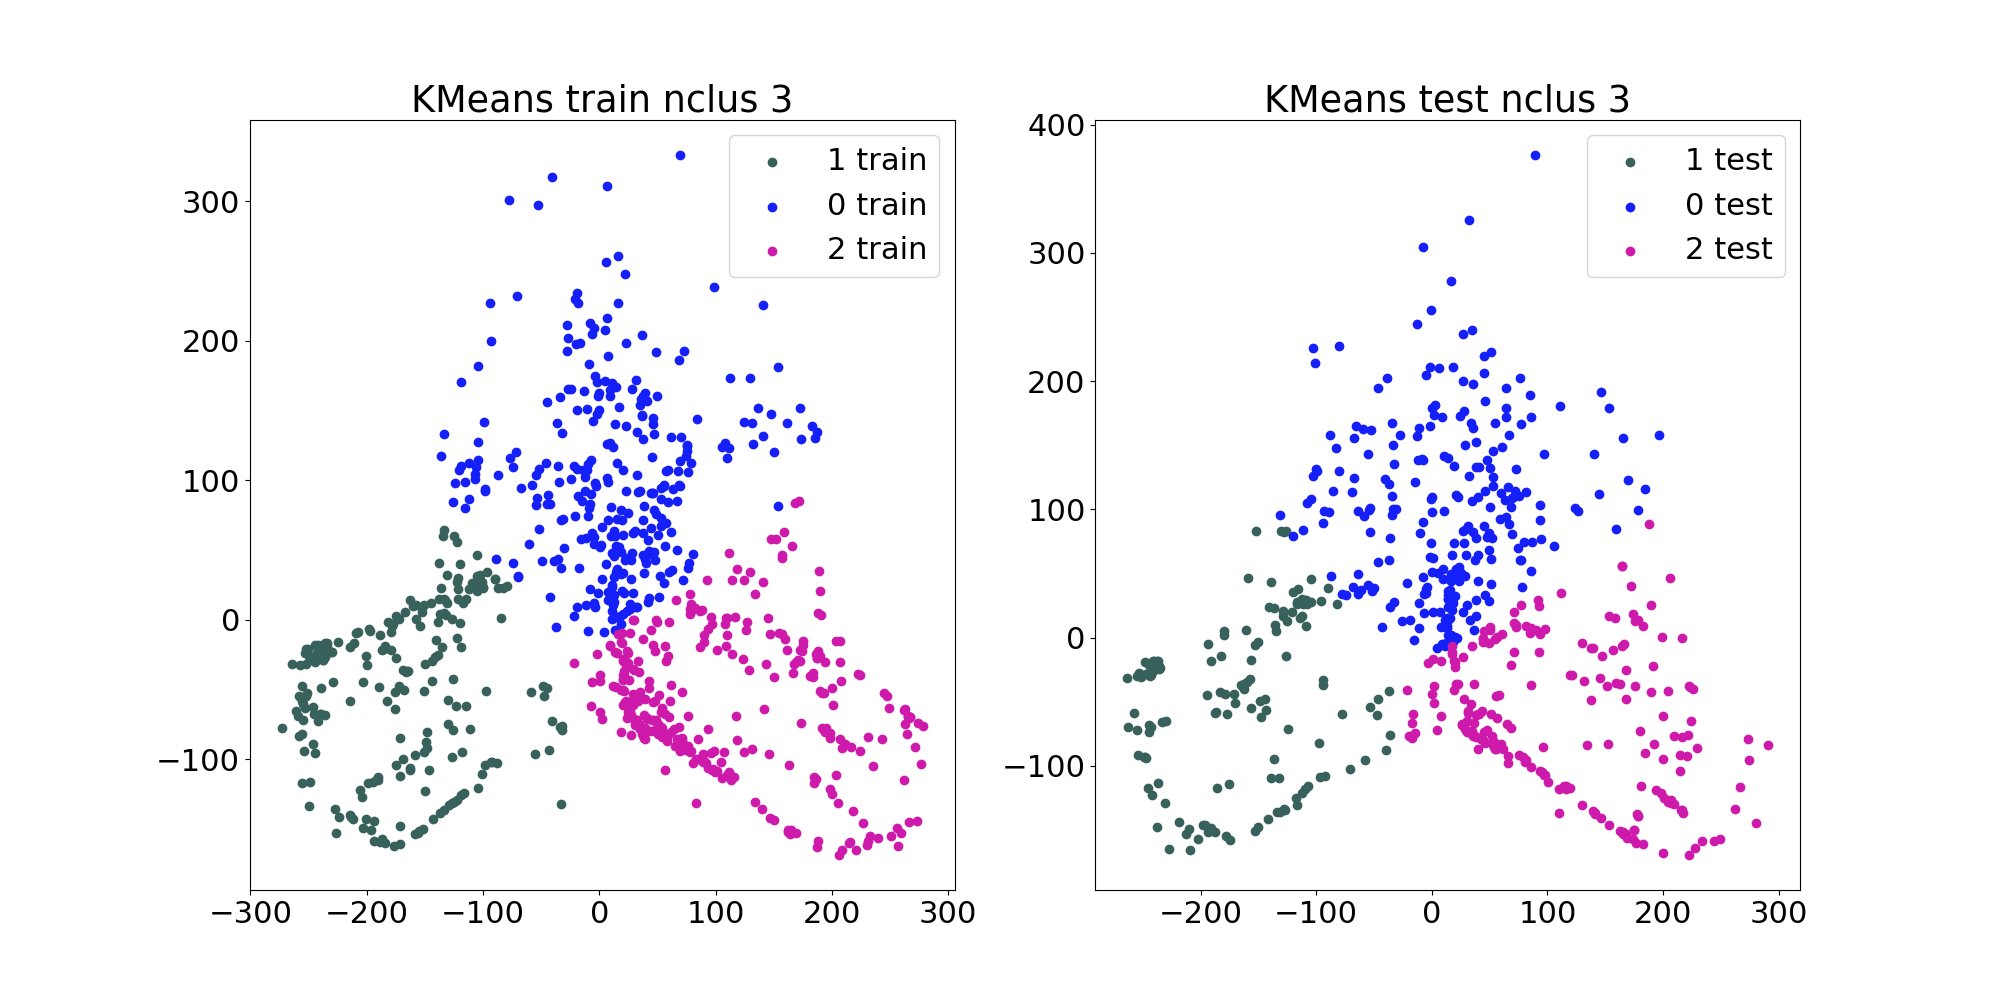 KMeans train nclus 3
1 train
0 train
2 train
300
200
100
0
−100
−300 −200 −100 0 100 200 300
KMeans test nclus 3
1 test
0 test
2 test
400
300
200
100
0
−100
−200 −100 0 100 200 300